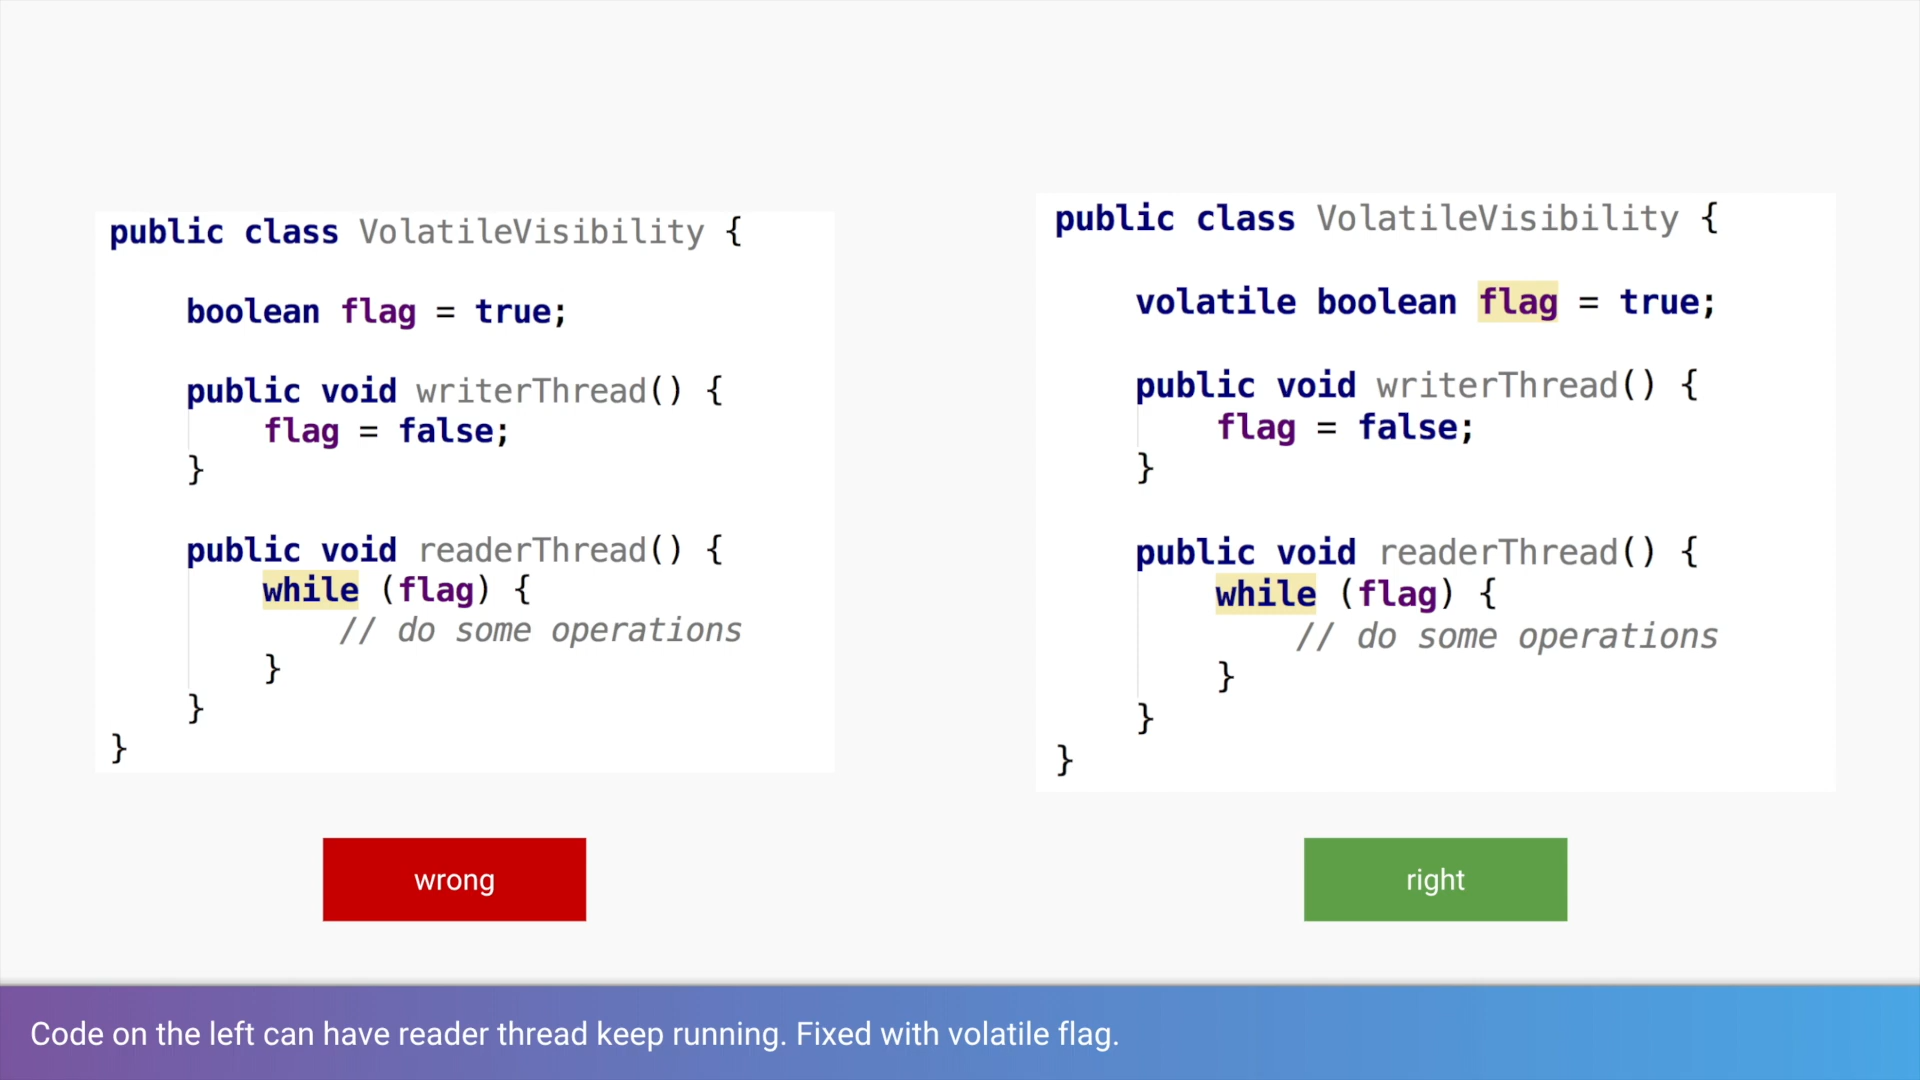 public class VolatileVisibility {
boolean flag = true;
public void writerThread() {
flag = false;
}
public void readerThread() {
while (flag) {
// do some operations
}
}
}
wrong
public class VolatileVisibility {
volatile boolean flag = true;
public void writerThread() {
flag = false;
}
public void readerThread() {
while (flag) {
// do some operations
}
}
}
right
Code on the left can have reader thread keep running. Fixed with volatile flag.